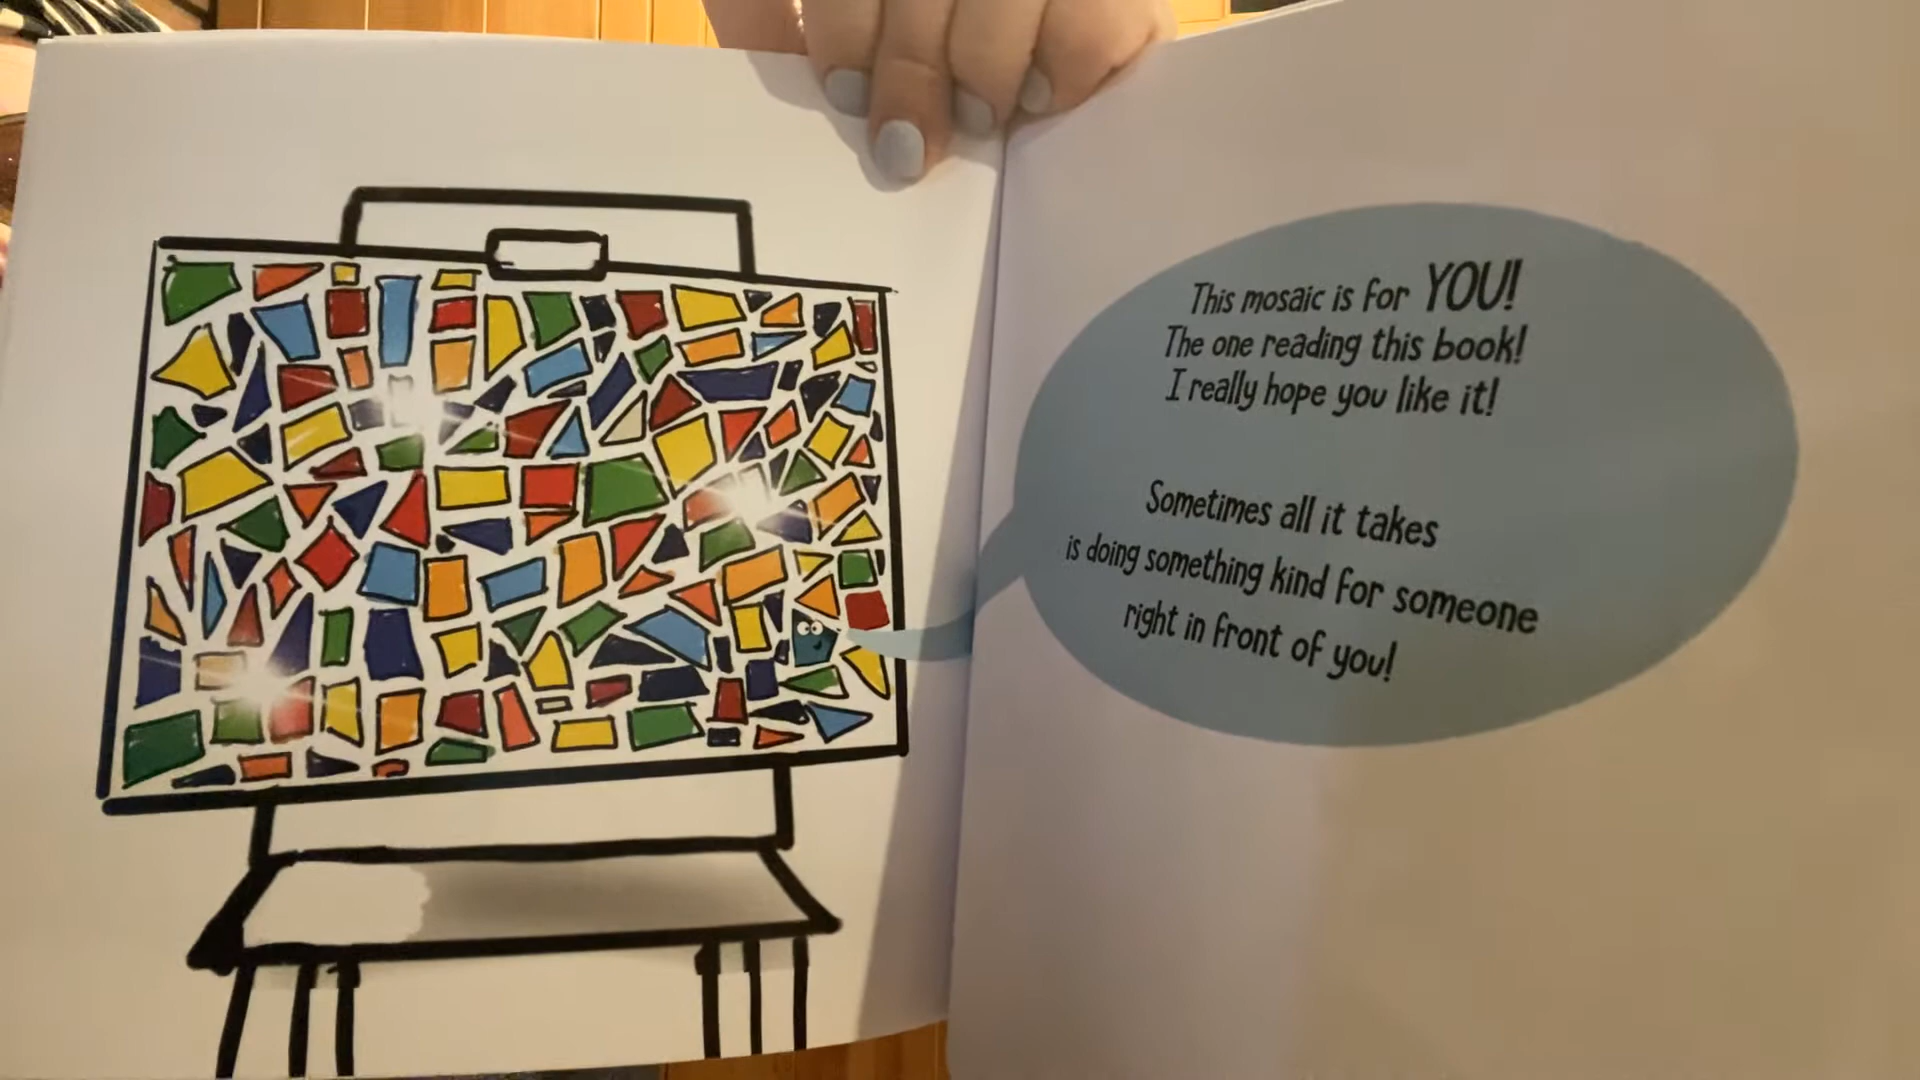 This mosaic is for YOU!
The one reading this book!
I really hope you like it!
Sometimes all it takes
is doing something kind for someone
right in front of you!